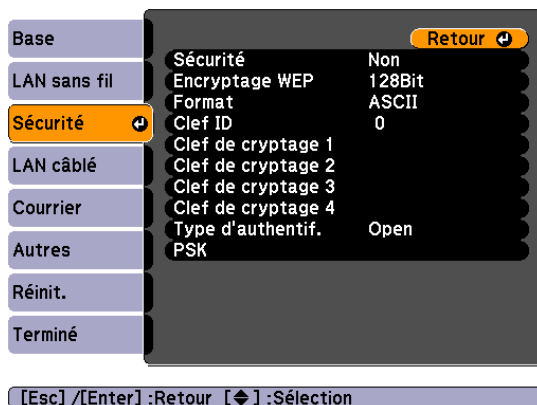 Base
LAN sans fil
Sécurité
LAN câblé
Courrier
Autres
Réinit.
Terminé
Retour
Sécurité Non
Encryptage WEP 128Bit
Format ASCII
Clef ID 0
Clef de cryptage 1
Clef de cryptage 2
Clef de cryptage 3
Clef de cryptage 4
Type d'authentif. Open
PSK
[Esc] /[Enter] :Retour [◆] :Sélection